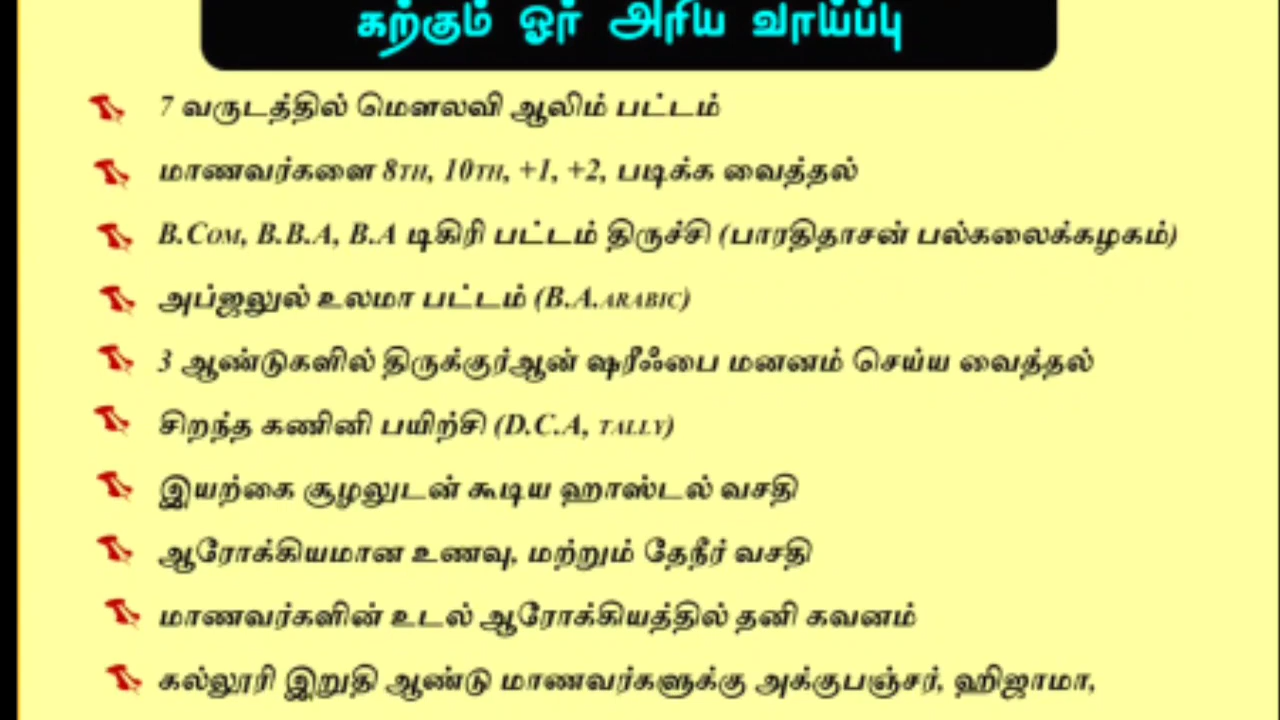 கற்கும் ஓர் அரிய வாய்ப்பு
7 வருடத்தில் மௌலவி ஆலிம் பட்டம்
மாணவர்களை 8TH, 10TH, +1, +2, படிக்க வைத்தல்
B.COM, B.B.A, B.A டிகிரி பட்டம் திருச்சி (பாரதிதாசன் பல்கலைக்கழகம்)
அப்ஜலுல் உலமா பட்டம் (B.A.ARABIC)
3 ஆண்டுகளில் திருக்குர்ஆன் ஷரீஃபை மனனம் செய்ய வைத்தல்
சிறந்த கணினி பயிற்சி (D.C.A, TALLY)
இயற்கை சூழலுடன் கூடிய ஹாஸ்டல் வசதி
ஆரோக்கியமான உணவு, மற்றும் தேநீர் வசதி
மாணவர்களின் உடல் ஆரோக்கியத்தில் தனி கவனம்
கல்லூரி இறுதி ஆண்டு மாணவர்களுக்கு அக்குபஞ்சர், ஹிஜாமா,